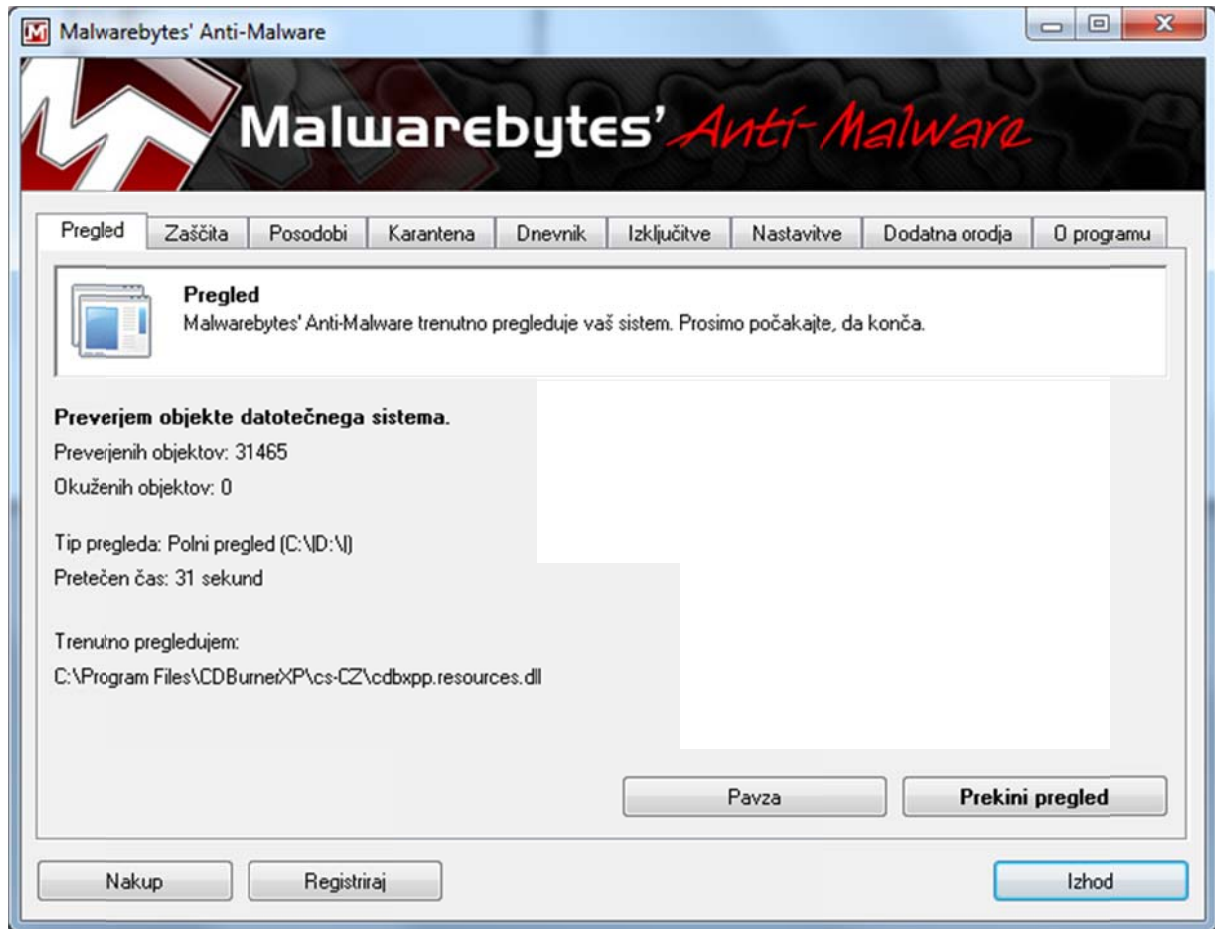 Malwarebytes' Anti-Malware
Malwarebytes' Anti-Malware
Pregled Zaščita Posodobi Karantena Dnevnik Izključitve Nastavitve Dodatna orodja O programu
Pregled
Malwarebytes' Anti-Malware trenutno pregleduje vaš sistem. Prosimo počakajte, da konča.
Preverjem objekte datotečnega sistema.
Preverjenih objektov: 31465
Okuženih objektov: 0
Tip pregleda: Polni pregled (C:\|D:\|)
Pretečen čas: 31 sekund
Trenutno pregledujem:
C:\Program Files\CDBurnerXP\cs-CZ\cdbxpp.resources.dll
Pavza Prekini pregled
Nakup Registriraj Izhod